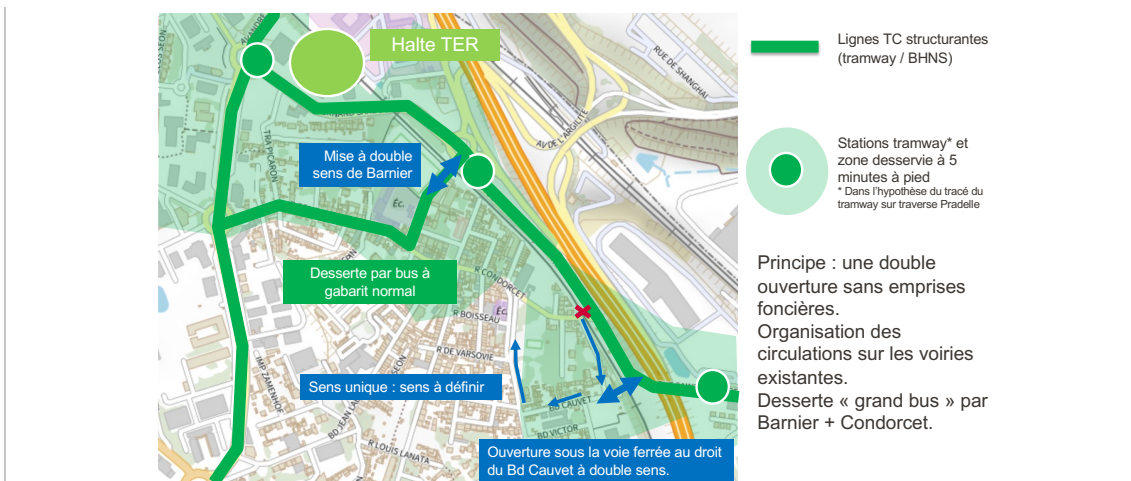 Halte TER
Mise à double
sens de Barnier
Desserte par bus à
gabarit normal
Sens unique : sens à définir
Ouverture sous la voie ferrée au droit
du Bd Cauvet à double sens.
RUE DE SHANGHAI
AV DE L'ARGILITE
TRA PICARON
Éc.
R CONDORCET
Éc.
R BOISSEAU
R DE VARSOVIE
IMP ZAMENHOF
BD CAUVET
BD VICTOR
R LOUIS LANATA
Lignes TC structurantes
(tramway / BHNS)
Stations tramway* et
zone desservie à 5
minutes à pied
* Dans l'hypothèse du tracé du
tramway sur traverse Pradelle
Principe : une double
ouverture sans emprises
foncières.
Organisation des
circulations sur les voiries
existantes.
Desserte « grand bus » par
Barnier + Condorcet.